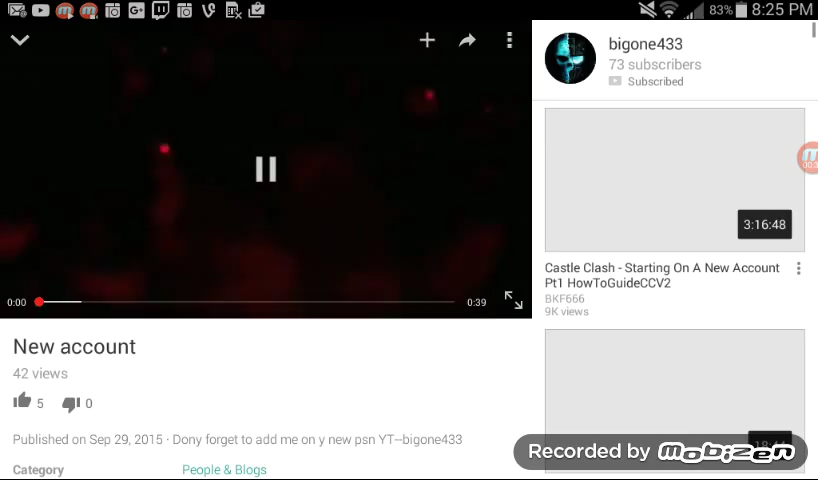 83% 8:25 PM
bigone433
73 subscribers
Subscribed
0:00 0:39
3:16:48
Castle Clash - Starting On A New Account
Pt1 HowToGuideCCV2
BKF666
9K views
New account
42 views
5 0
Published on Sep 29, 2015 · Dony forget to add me on y new psn YT--bigone433
Category People & Blogs
Recorded by Mobizen